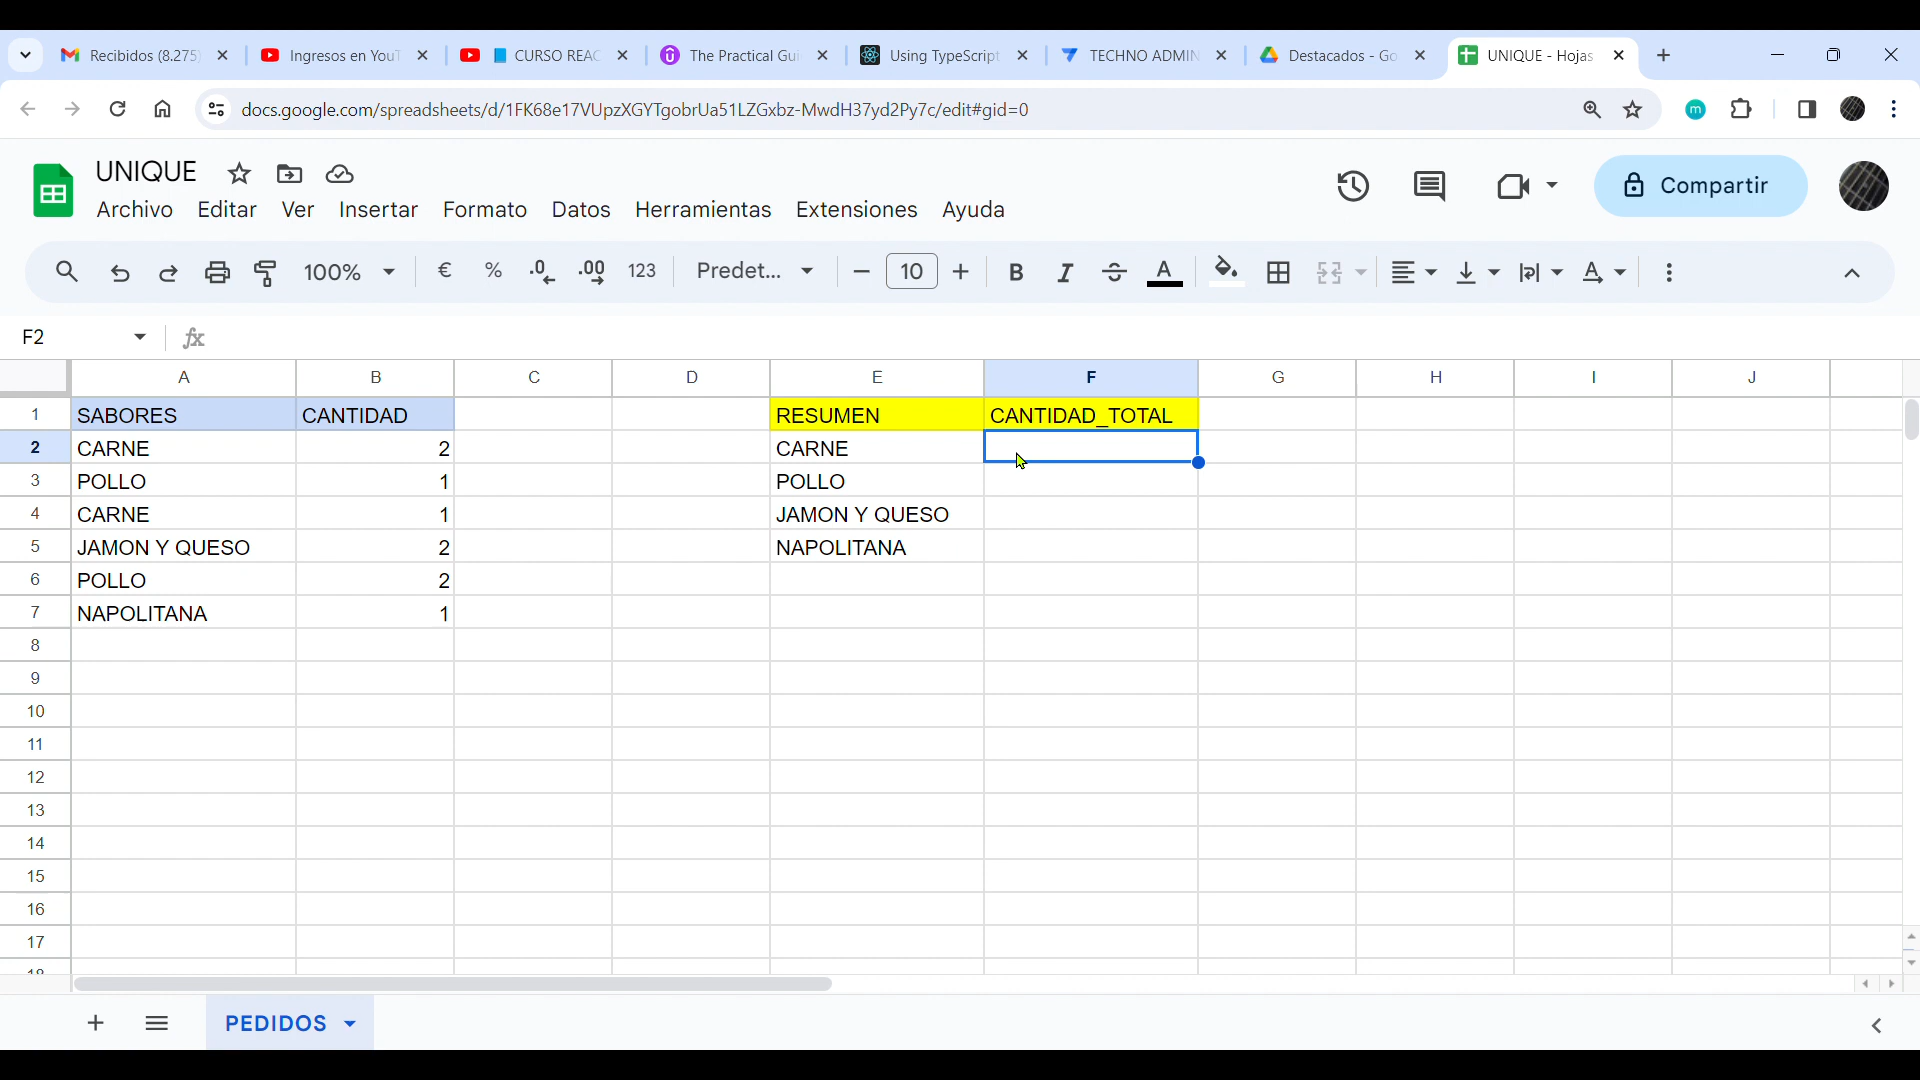 Recibidos (8.275)
Ingresos en YouT
CURSO REAC
The Practical Gui
Using TypeScript
TECHNO ADMIN
Destacados - Go
UNIQUE - Hojas
docs.google.com/spreadsheets/d/1FK68e17VUpzXGYTgobrUa51LZGxbz-MwdH37yd2Py7c/edit#gid=0
m
UNIQUE
Archivo Editar Ver Insertar Formato Datos Herramientas Extensiones Ayuda
Compartir
100% € % .0 .00 123 Predet... 10 B I S A A
F2 fx
A B C D E F G H I J
1 SABORES CANTIDAD RESUMEN CANTIDAD_TOTAL
2 CARNE 2 CARNE
3 POLLO 1 POLLO
4 CARNE 1 JAMON Y QUESO
5 JAMON Y QUESO 2 NAPOLITANA
6 POLLO 2
7 NAPOLITANA 1
8
9
10
11
12
13
14
15
16
17
18
PEDIDOS